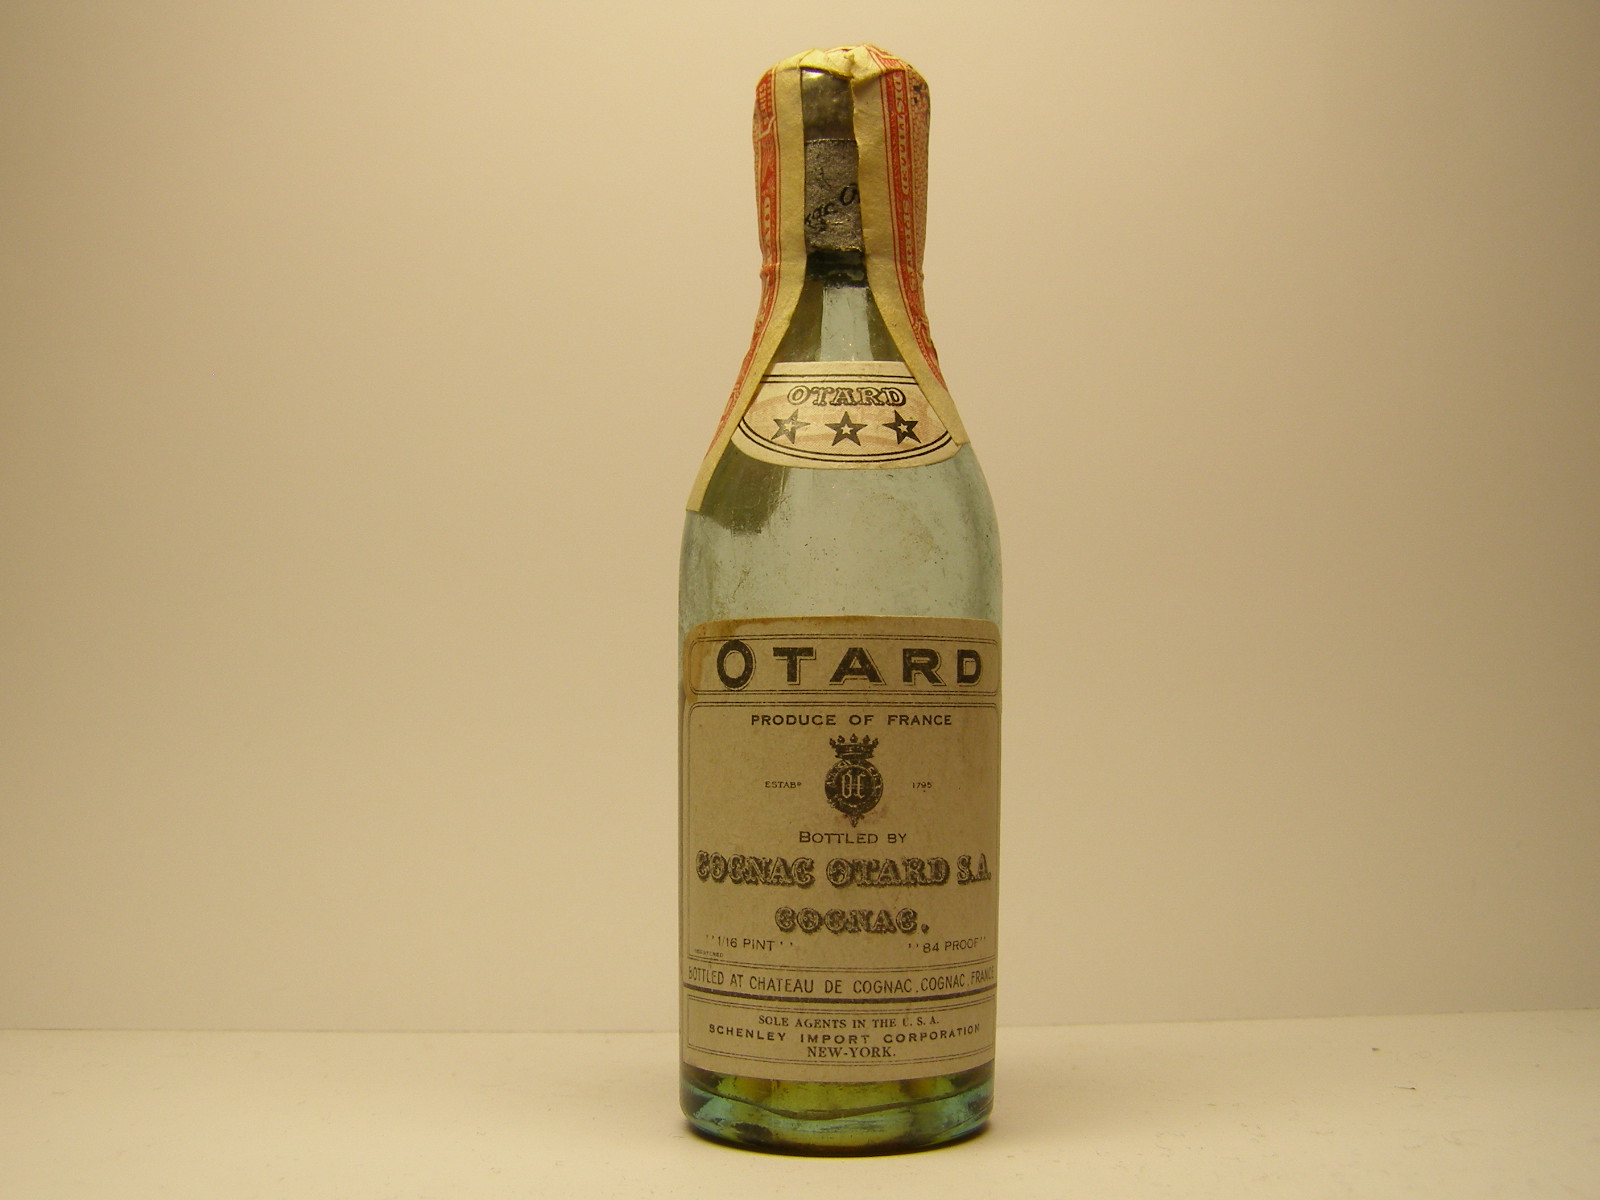 OTARD
OTARD
PRODUCE OF FRANCE
ESTABD 1795
BOTTLED BY
COGNAC OTARD S.A.
COGNAC.
''1/16 PINT'' ''84 PROOF''
BOTTLED AT CHATEAU DE COGNAC.COGNAC.FRANCE
SOLE AGENTS IN THE U.S.A.
SCHENLEY IMPORT CORPORATION
NEW-YORK.